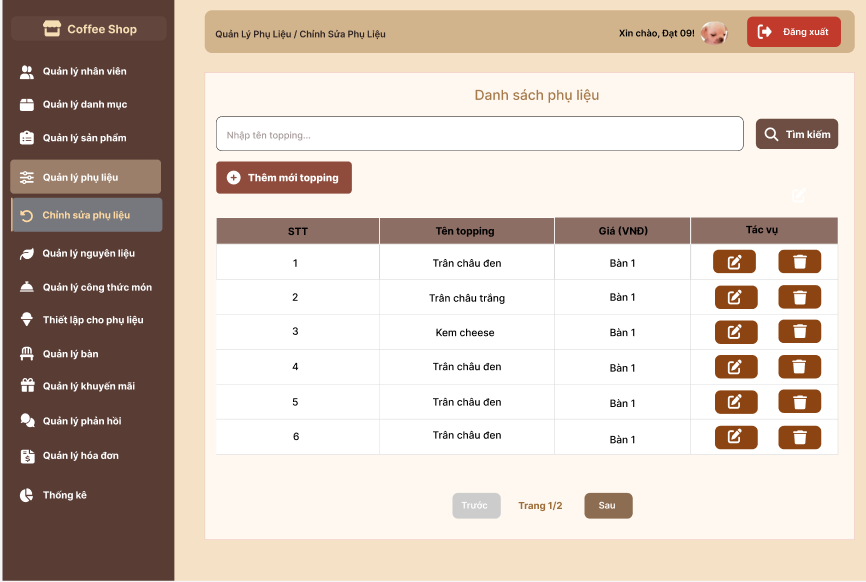 Coffee Shop
Quản lý nhân viên
Quản lý danh mục
Quản lý sản phẩm
Quản lý phụ liệu
Chỉnh sửa phụ liệu
Quản lý nguyên liệu
Quản lý công thức món
Thiết lập cho phụ liệu
Quản lý bàn
Quản lý khuyến mãi
Quản lý phản hồi
Quản lý hóa đơn
Thống kê
Quản Lý Phụ Liệu / Chỉnh Sửa Phụ Liệu
Xin chào, Đạt 09!
Đăng xuất
Danh sách phụ liệu
Nhập tên topping...
Tìm kiếm
Thêm mới topping
STT Tên topping Giá (VNĐ) Tác vụ
1 Trân châu đen Bàn 1
2 Trân châu trắng Bàn 1
3 Kem cheese Bàn 1
4 Trân châu đen Bàn 1
5 Trân châu đen Bàn 1
6 Trân châu đen Bàn 1
Trước Trang 1/2 Sau